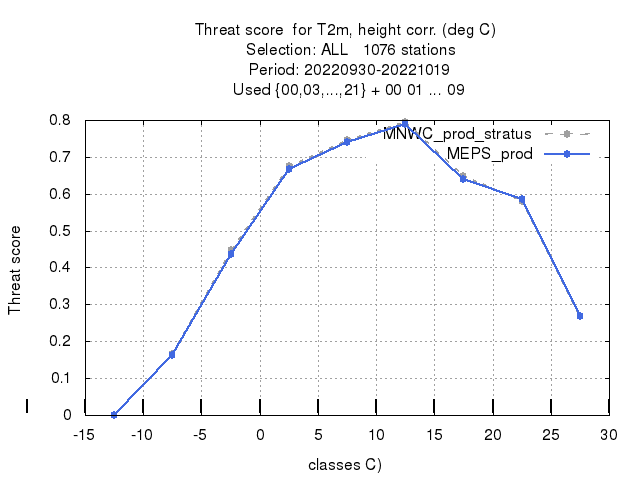 Threat score  for T2m, height corr. (deg C)
Selection: ALL   1076 stations
Period: 20220930-20221019
Used {00,03,...,21} + 00 01 ... 09
MNWC_prod_stratus
MEPS_prod
0.8
0.7
0.6
0.5
0.4
0.3
0.2
0.1
0
Threat score
-15 -10 -5 0 5 10 15 20 25 30
classes C)